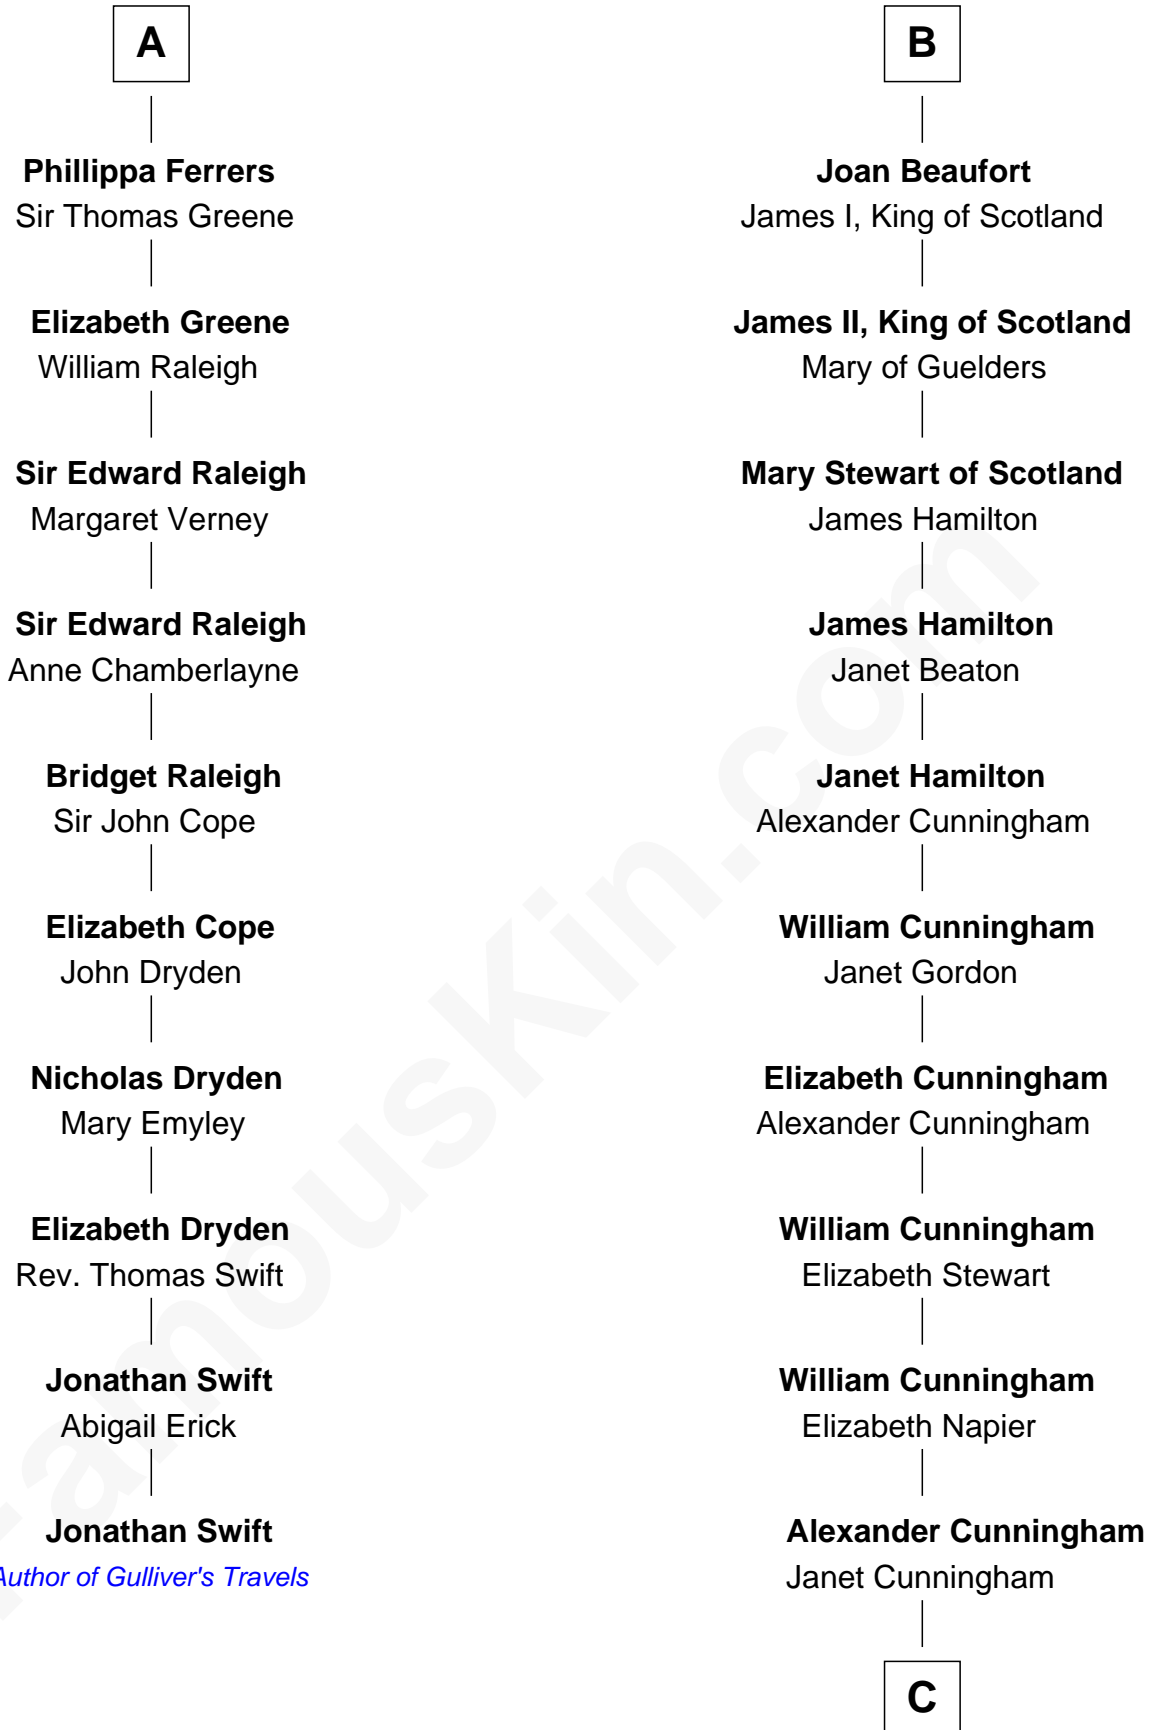 A
Phillippa Ferrers
Sir Thomas Greene
Elizabeth Greene
William Raleigh
Sir Edward Raleigh
Margaret Verney
Sir Edward Raleigh
Anne Chamberlayne
Bridget Raleigh
Sir John Cope
Elizabeth Cope
John Dryden
Nicholas Dryden
Mary Emyley
Elizabeth Dryden
Rev. Thomas Swift
Jonathan Swift
Abigail Erick
Jonathan Swift
Author of Gulliver's Travels
B
Joan Beaufort
James I, King of Scotland
James II, King of Scotland
Mary of Guelders
Mary Stewart of Scotland
James Hamilton
James Hamilton
Janet Beaton
Janet Hamilton
Alexander Cunningham
William Cunningham
Janet Gordon
Elizabeth Cunningham
Alexander Cunningham
William Cunningham
Elizabeth Stewart
William Cunningham
Elizabeth Napier
Alexander Cunningham
Janet Cunningham
C
FamousKin.com